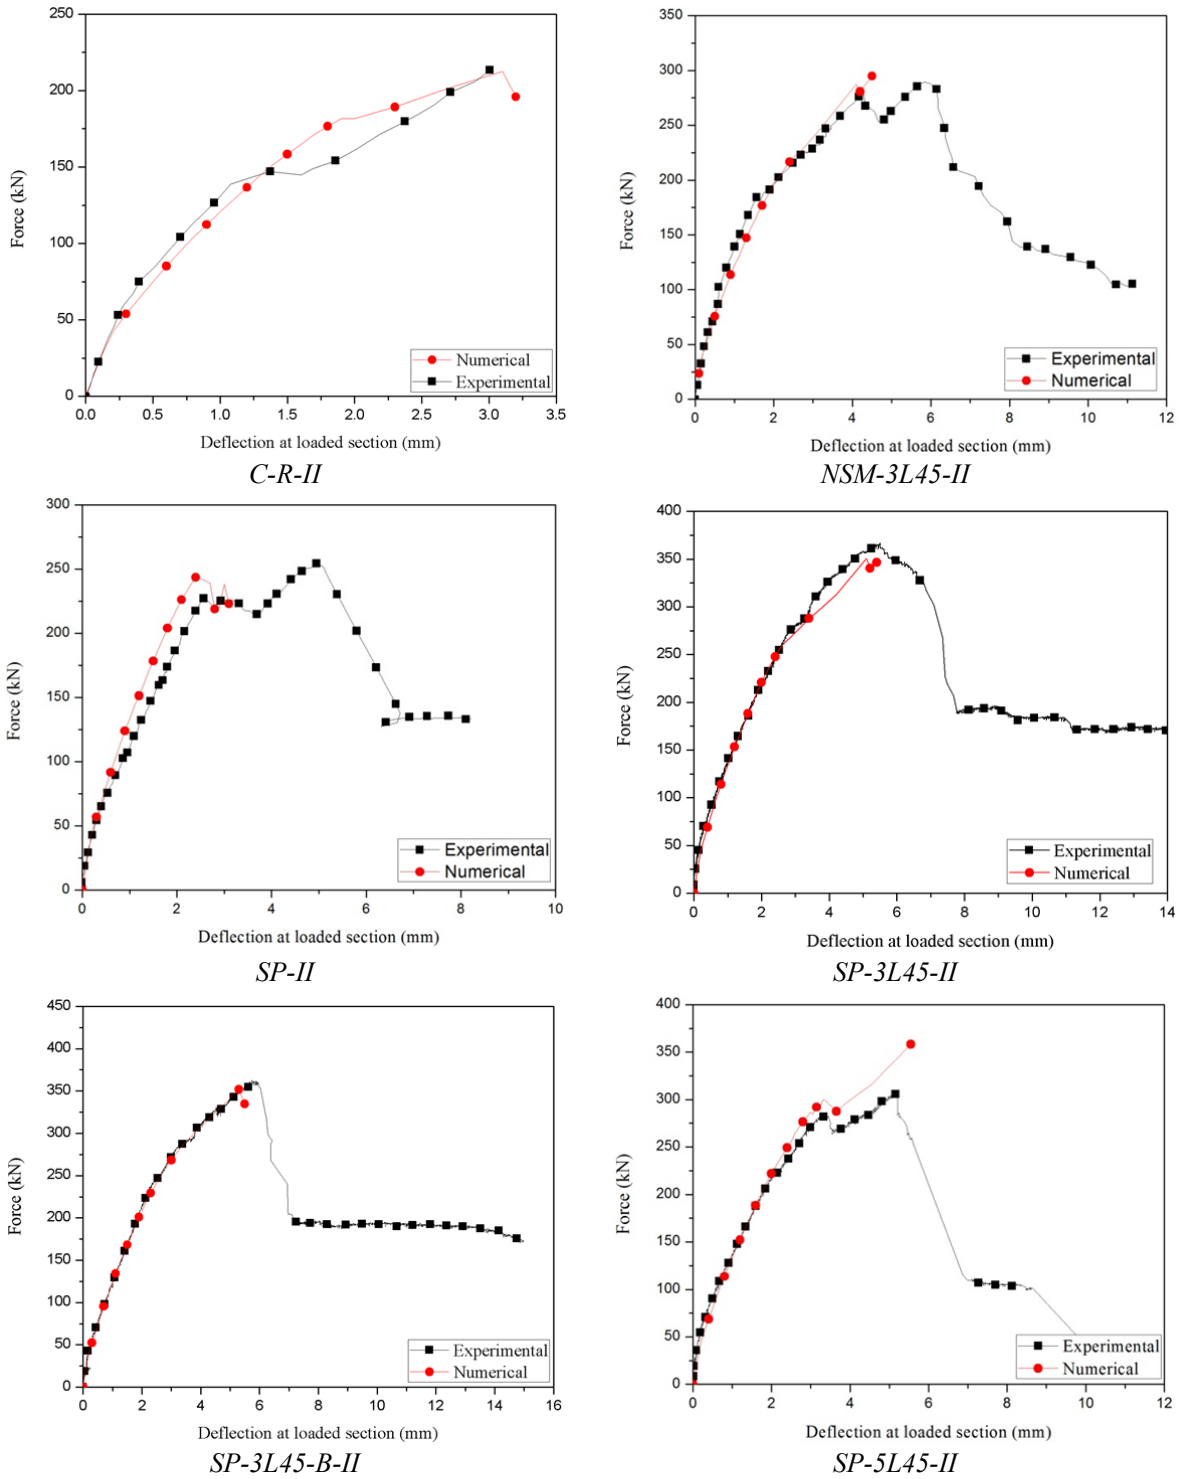 250
200
150
100
50
0
Force (kN)
0.0 0.5 1.0 1.5 2.0 2.5 3.0 3.5
Numerical
Experimental
Deflection at loaded section (mm)
C-R-II
350
300
250
200
150
100
50
0
Force (kN)
0 2 4 6 8 10 12
Experimental
Numerical
Deflection at loaded section (mm)
NSM-3L45-II
300
250
200
150
100
50
0
Force (kN)
0 2 4 6 8 10
Experimental
Numerical
Deflection at loaded section (mm)
SP-II
400
350
300
250
200
150
100
50
0
Force (kN)
0 2 4 6 8 10 12 14
Experimental
Numerical
Deflection at loaded section (mm)
SP-3L45-II
450
400
350
300
250
200
150
100
50
0
Force (kN)
0 2 4 6 8 10 12 14 16
Experimental
Numerical
Deflection at loaded section (mm)
SP-3L45-B-II
400
350
300
250
200
150
100
50
0
Force (kN)
0 2 4 6 8 10 12
Experimental
Numerical
Deflection at loaded section (mm)
SP-5L45-II